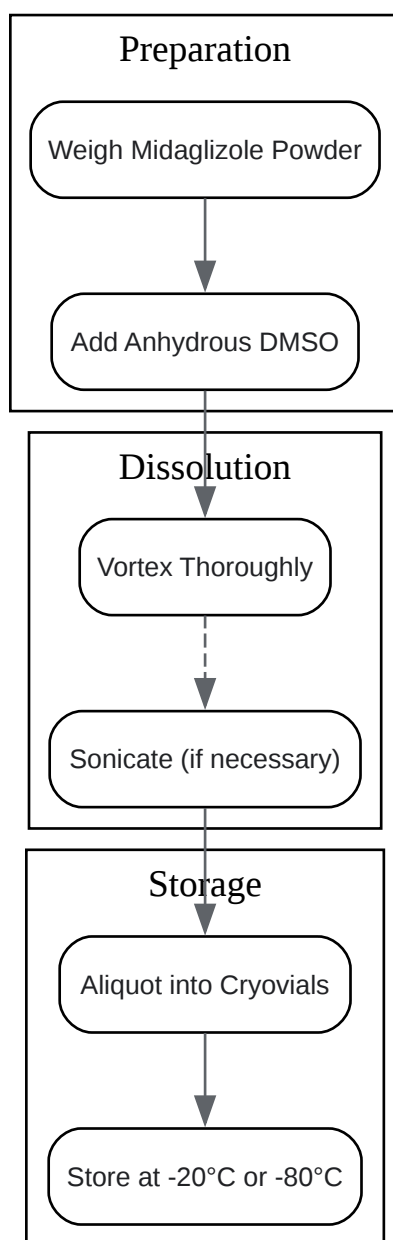 Preparation
Weigh Midaglizole Powder
Add Anhydrous DMSO
Dissolution
Vortex Thoroughly
Sonicate (if necessary)
Storage
Aliquot into Cryovials
Store at -20°C or -80°C